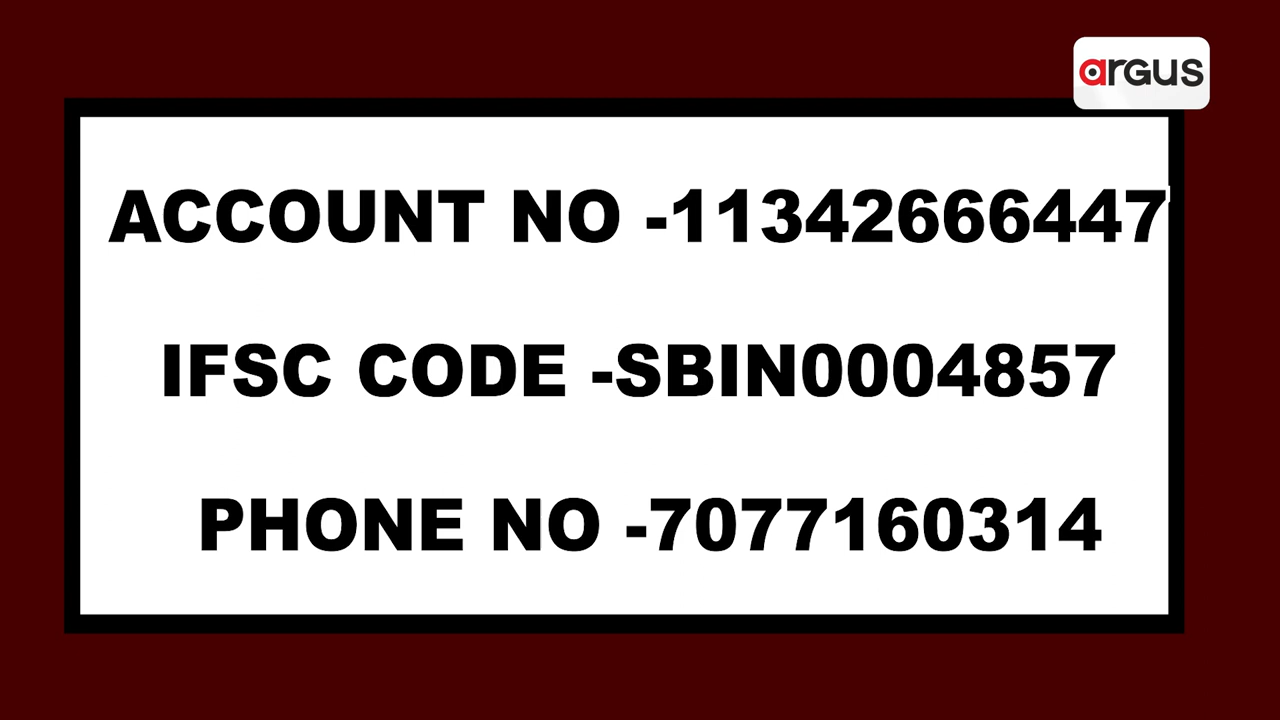 argus
ACCOUNT NO -11342666447
IFSC CODE -SBIN0004857
PHONE NO -7077160314